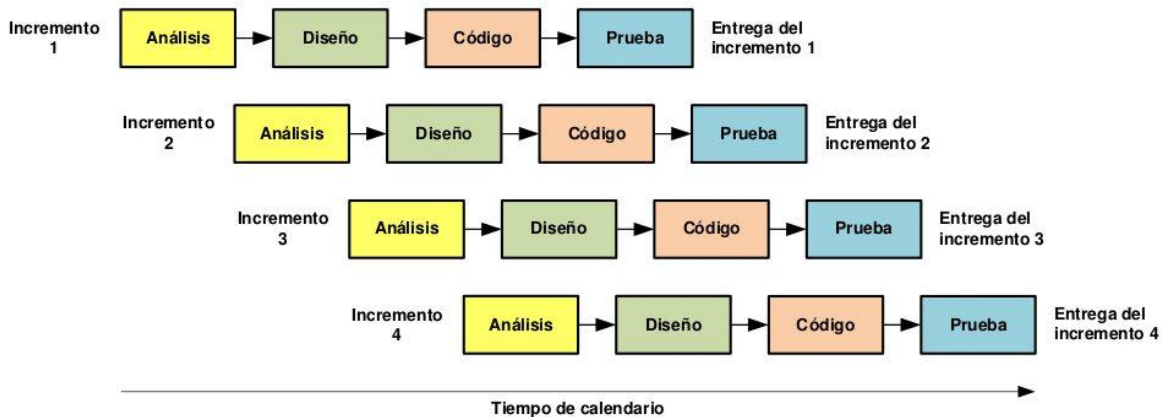 Incremento
1
Análisis
Diseño
Código
Prueba
Entrega del
incremento 1
Incremento
2
Análisis
Diseño
Código
Prueba
Entrega del
incremento 2
Incremento
3
Análisis
Diseño
Código
Prueba
Entrega del
incremento 3
Incremento
4
Análisis
Diseño
Código
Prueba
Entrega del
incremento 4
Tiempo de calendario